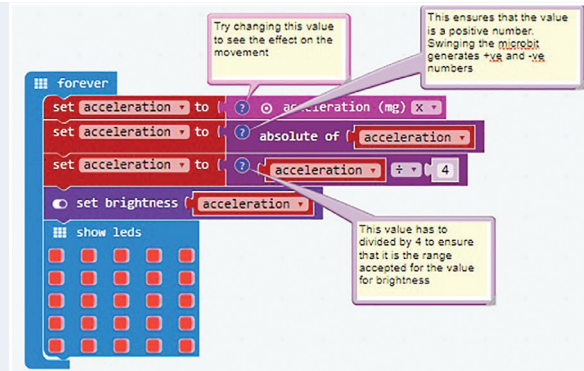 Try changing this value
to see the effect on the
movement
This ensures that the value
is a positive number.
Swinging the microbit
generates +ve and -ve
numbers
forever
set acceleration to ? acceleration (mg) x
set acceleration to ? absolute of acceleration
set acceleration to ? acceleration ÷ 4
set brightness acceleration
show leds
This value has to
divided by 4 to ensure
that it is the range
accepted for the value
for brightness